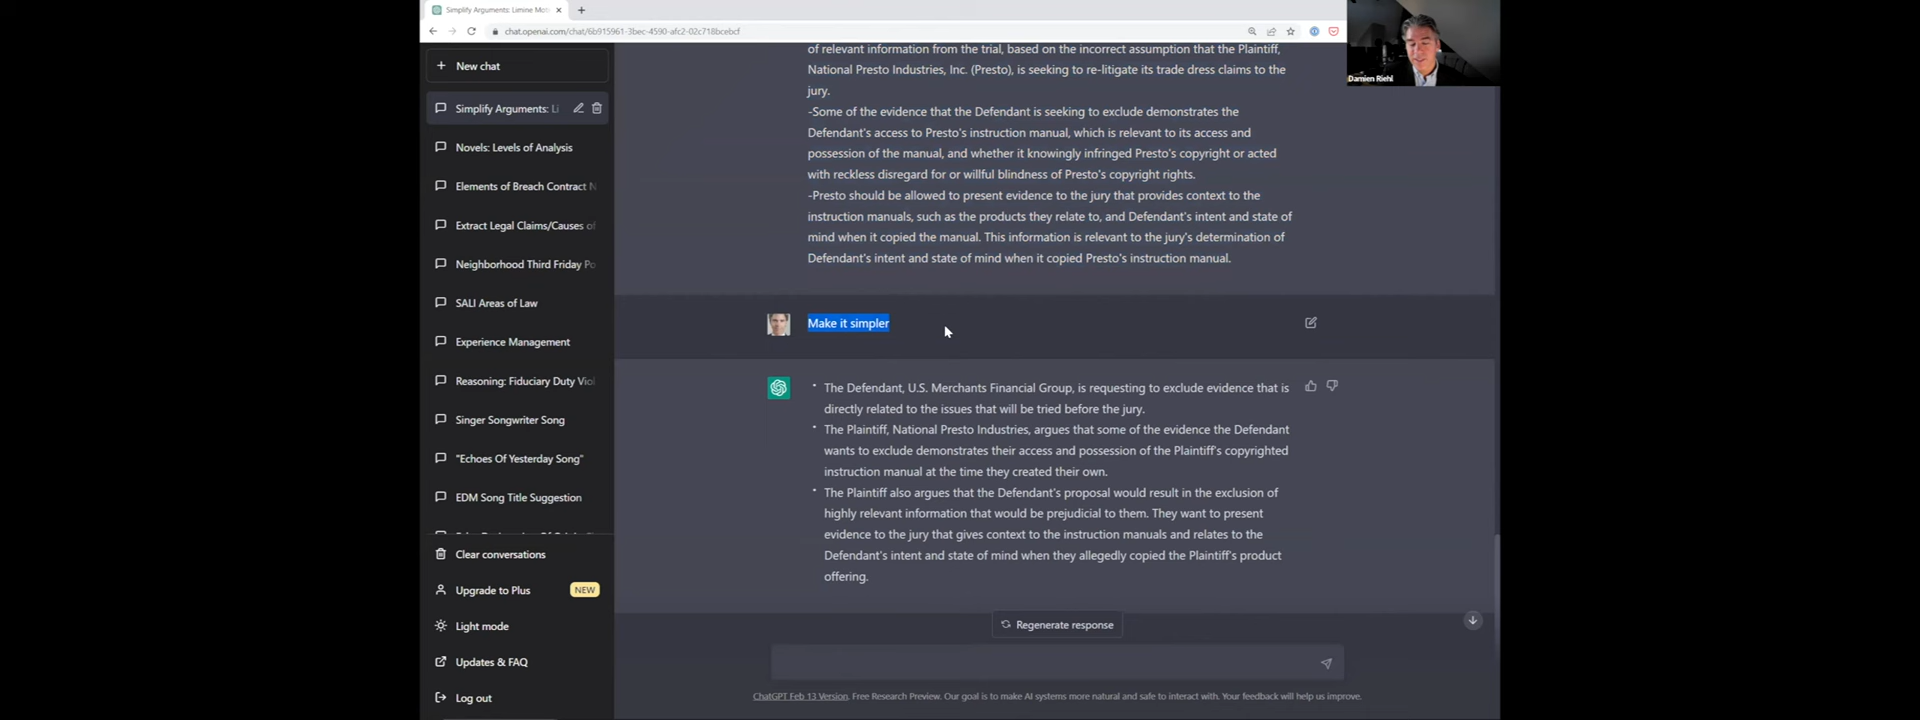 Simplify Arguments: Limine Mot
chat.openai.com/chat/6b915961-3bec-4590-afc2-02c718bcebcf
Damien Riehl
New chat
Simplify Arguments: Li
Novels: Levels of Analysis
Elements of Breach Contract N
Extract Legal Claims/Causes of
Neighborhood Third Friday Po
SALI Areas of Law
Experience Management
Reasoning: Fiduciary Duty Viol
Singer Songwriter Song
"Echoes Of Yesterday Song"
EDM Song Title Suggestion
Clear conversations
Upgrade to Plus NEW
Light mode
Updates & FAQ
Log out
of relevant information from the trial, based on the incorrect assumption that the Plaintiff,
National Presto Industries, Inc. (Presto), is seeking to re-litigate its trade dress claims to the
jury.
-Some of the evidence that the Defendant is seeking to exclude demonstrates the
Defendant's access to Presto's instruction manual, which is relevant to its access and
possession of the manual, and whether it knowingly infringed Presto's copyright or acted
with reckless disregard for or willful blindness of Presto's copyright rights.
-Presto should be allowed to present evidence to the jury that provides context to the
instruction manuals, such as the products they relate to, and Defendant's intent and state of
mind when it copied the manual. This information is relevant to the jury's determination of
Defendant's intent and state of mind when it copied Presto's instruction manual.
Make it simpler
• The Defendant, U.S. Merchants Financial Group, is requesting to exclude evidence that is
directly related to the issues that will be tried before the jury.
• The Plaintiff, National Presto Industries, argues that some of the evidence the Defendant
wants to exclude demonstrates their access and possession of the Plaintiff's copyrighted
instruction manual at the time they created their own.
• The Plaintiff also argues that the Defendant's proposal would result in the exclusion of
highly relevant information that would be prejudicial to them. They want to present
evidence to the jury that gives context to the instruction manuals and relates to the
Defendant's intent and state of mind when they allegedly copied the Plaintiff's product
offering.
Regenerate response
ChatGPT Feb 13 Version. Free Research Preview. Our goal is to make AI systems more natural and safe to interact with. Your feedback will help us improve.